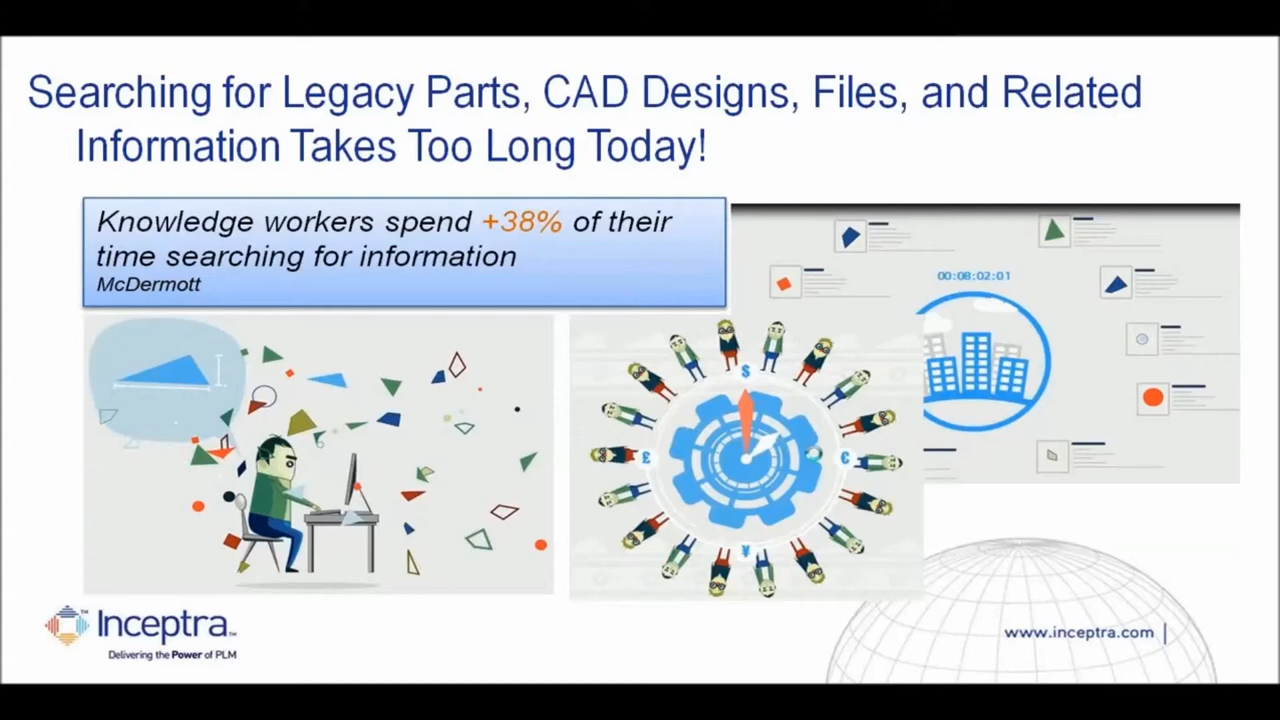 Searching for Legacy Parts, CAD Designs, Files, and Related
Information Takes Too Long Today!
Knowledge workers spend +38% of their
time searching for information
McDermott
00:08:02:01
$
£
€
¥
Inceptra™
Delivering the Power of PLM
www.inceptra.com |